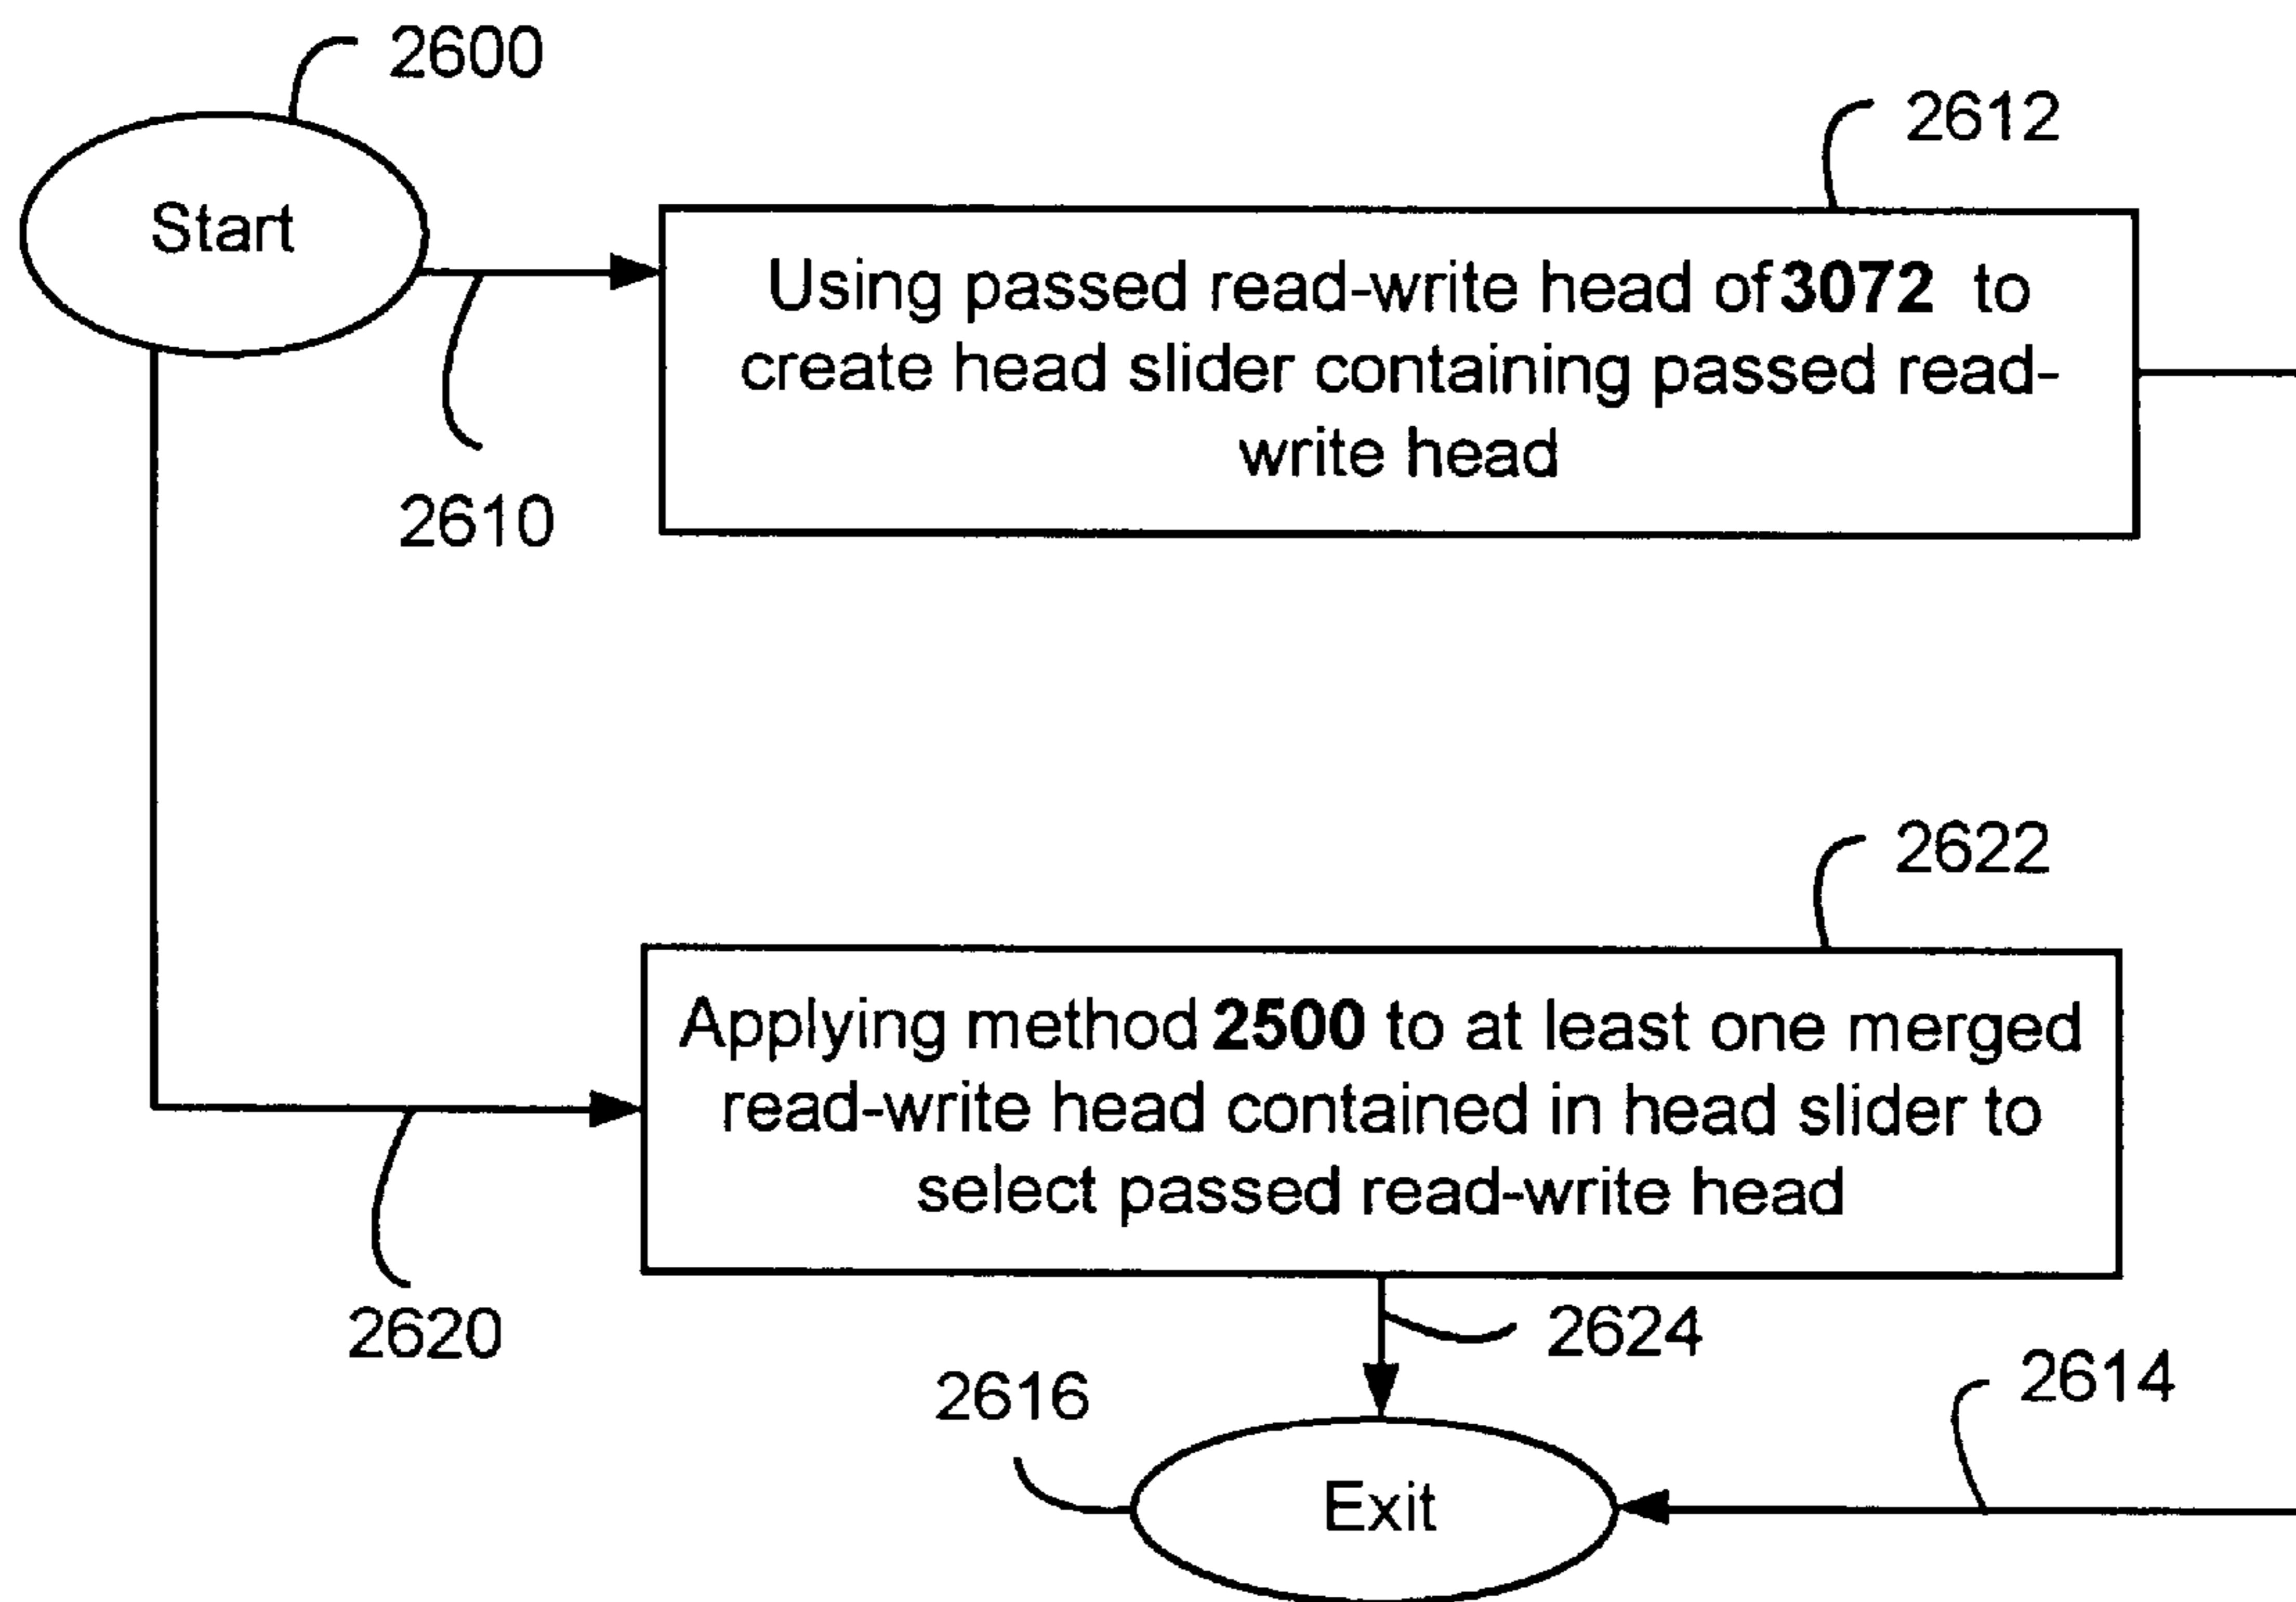 2600
Start
2612
Using passed read-write head of 3072 to
create head slider containing passed read-
write head
2610
2622
Applying method 2500 to at least one merged
read-write head contained in head slider to
select passed read-write head
2620
2624
2616
2614
Exit